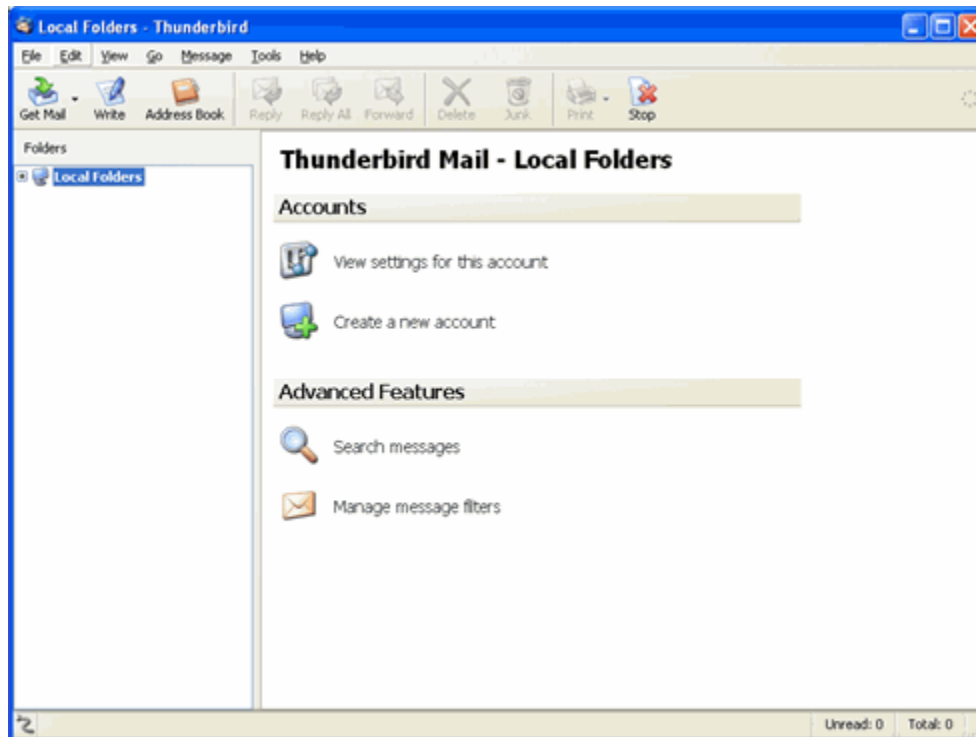 Local Folders - Thunderbird
File Edit View Go Message Tools Help
Get Mail Write Address Book Reply Reply All Forward Delete Junk Print Stop
Folders
Local Folders
Thunderbird Mail - Local Folders
Accounts
View settings for this account
Create a new account
Advanced Features
Search messages
Manage message filters
Unread: 0 Total: 0